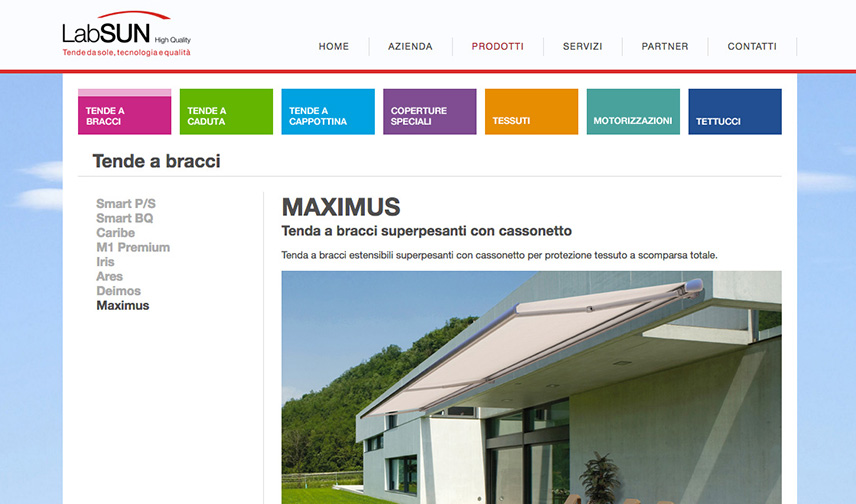 LabSUN High Quality
Tende da sole, tecnologia e qualità
HOME
AZIENDA
PRODOTTI
SERVIZI
PARTNER
CONTATTI
TENDE A
BRACCI
TENDE A
CADUTA
TENDE A
CAPPOTTINA
COPERTURE
SPECIALI
TESSUTI
MOTORIZZAZIONI
TETTUCCI
Tende a bracci
Smart P/S
Smart BQ
Caribe
M1 Premium
Iris
Ares
Deimos
Maximus
MAXIMUS
Tenda a bracci superpesanti con cassonetto
Tenda a bracci estensibili superpesanti con cassonetto per protezione tessuto a scomparsa totale.